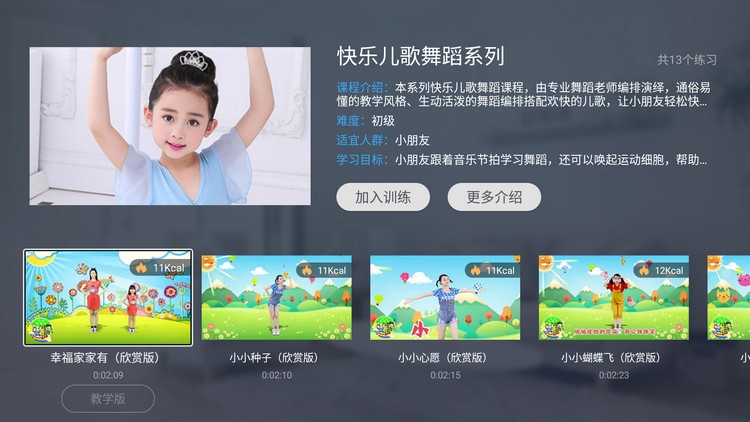 快乐儿歌舞蹈系列
共13个练习
课程介绍：本系列快乐儿歌舞蹈课程，由专业舞蹈老师编排演绎，通俗易
懂的教学风格、生动活泼的舞蹈编排搭配欢快的儿歌，让小朋友轻松快...
难度：初级
适宜人群：小朋友
学习目标：小朋友跟着音乐节拍学习舞蹈，还可以唤起运动细胞，帮助...
加入训练
更多介绍
11Kcal
11Kcal
11Kcal
12Kcal
小
幸福家家有（欣赏版）
小小种子（欣赏版）
小小心愿（欣赏版）
小小蝴蝶飞（欣赏版）
小
0:02:09
0:02:10
0:02:15
0:02:23
教学版